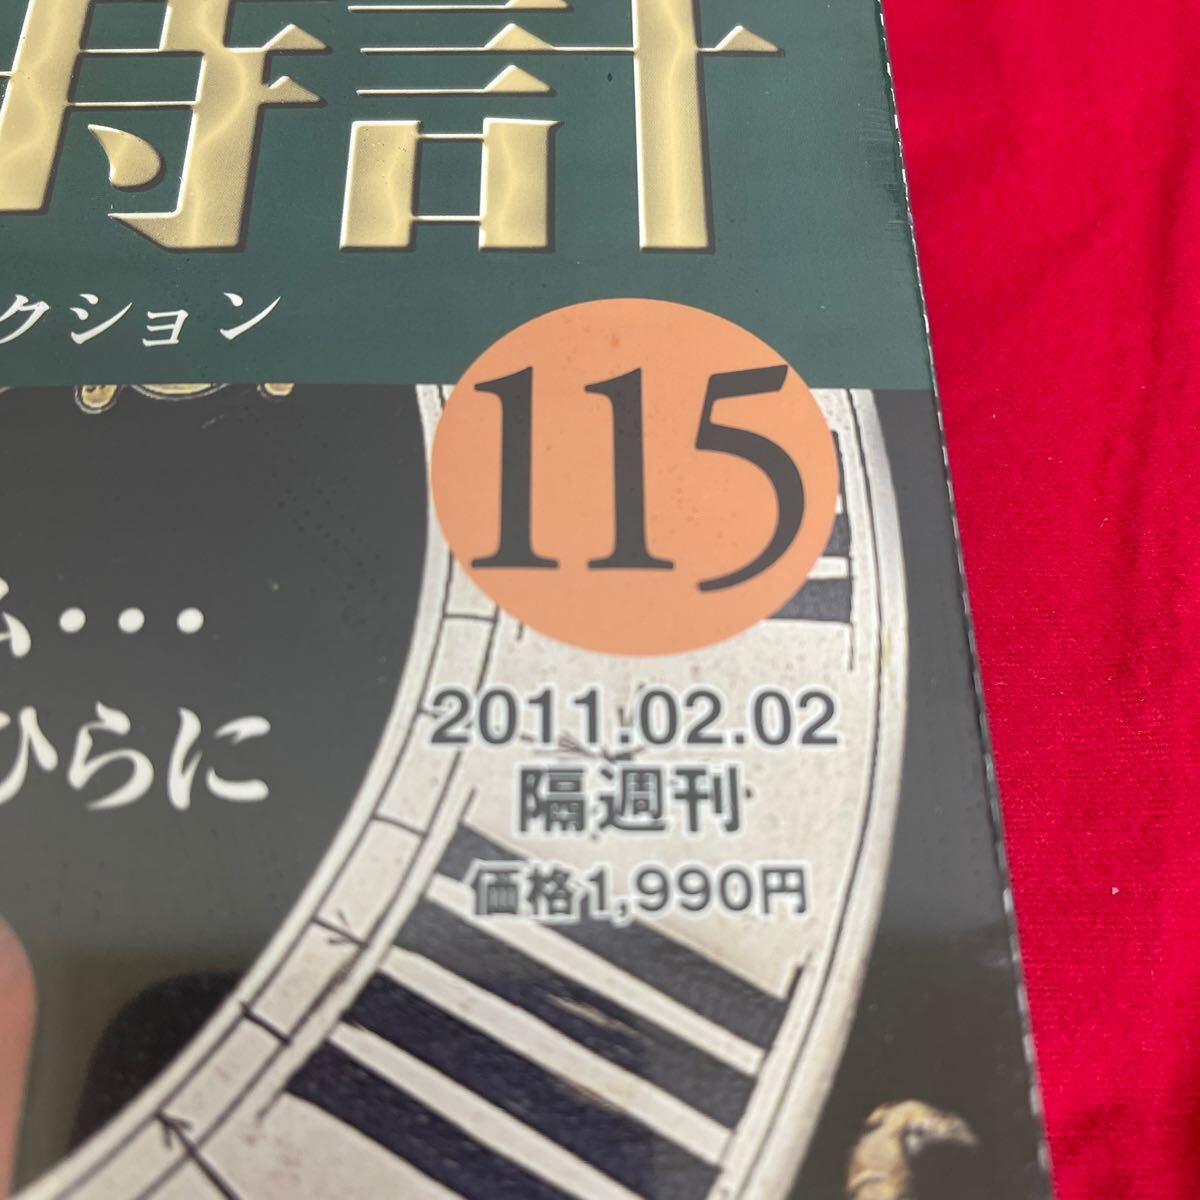 時計
クション
115
ム・・・
ひらに
2011.02.02
隔週刊
価格1,990円